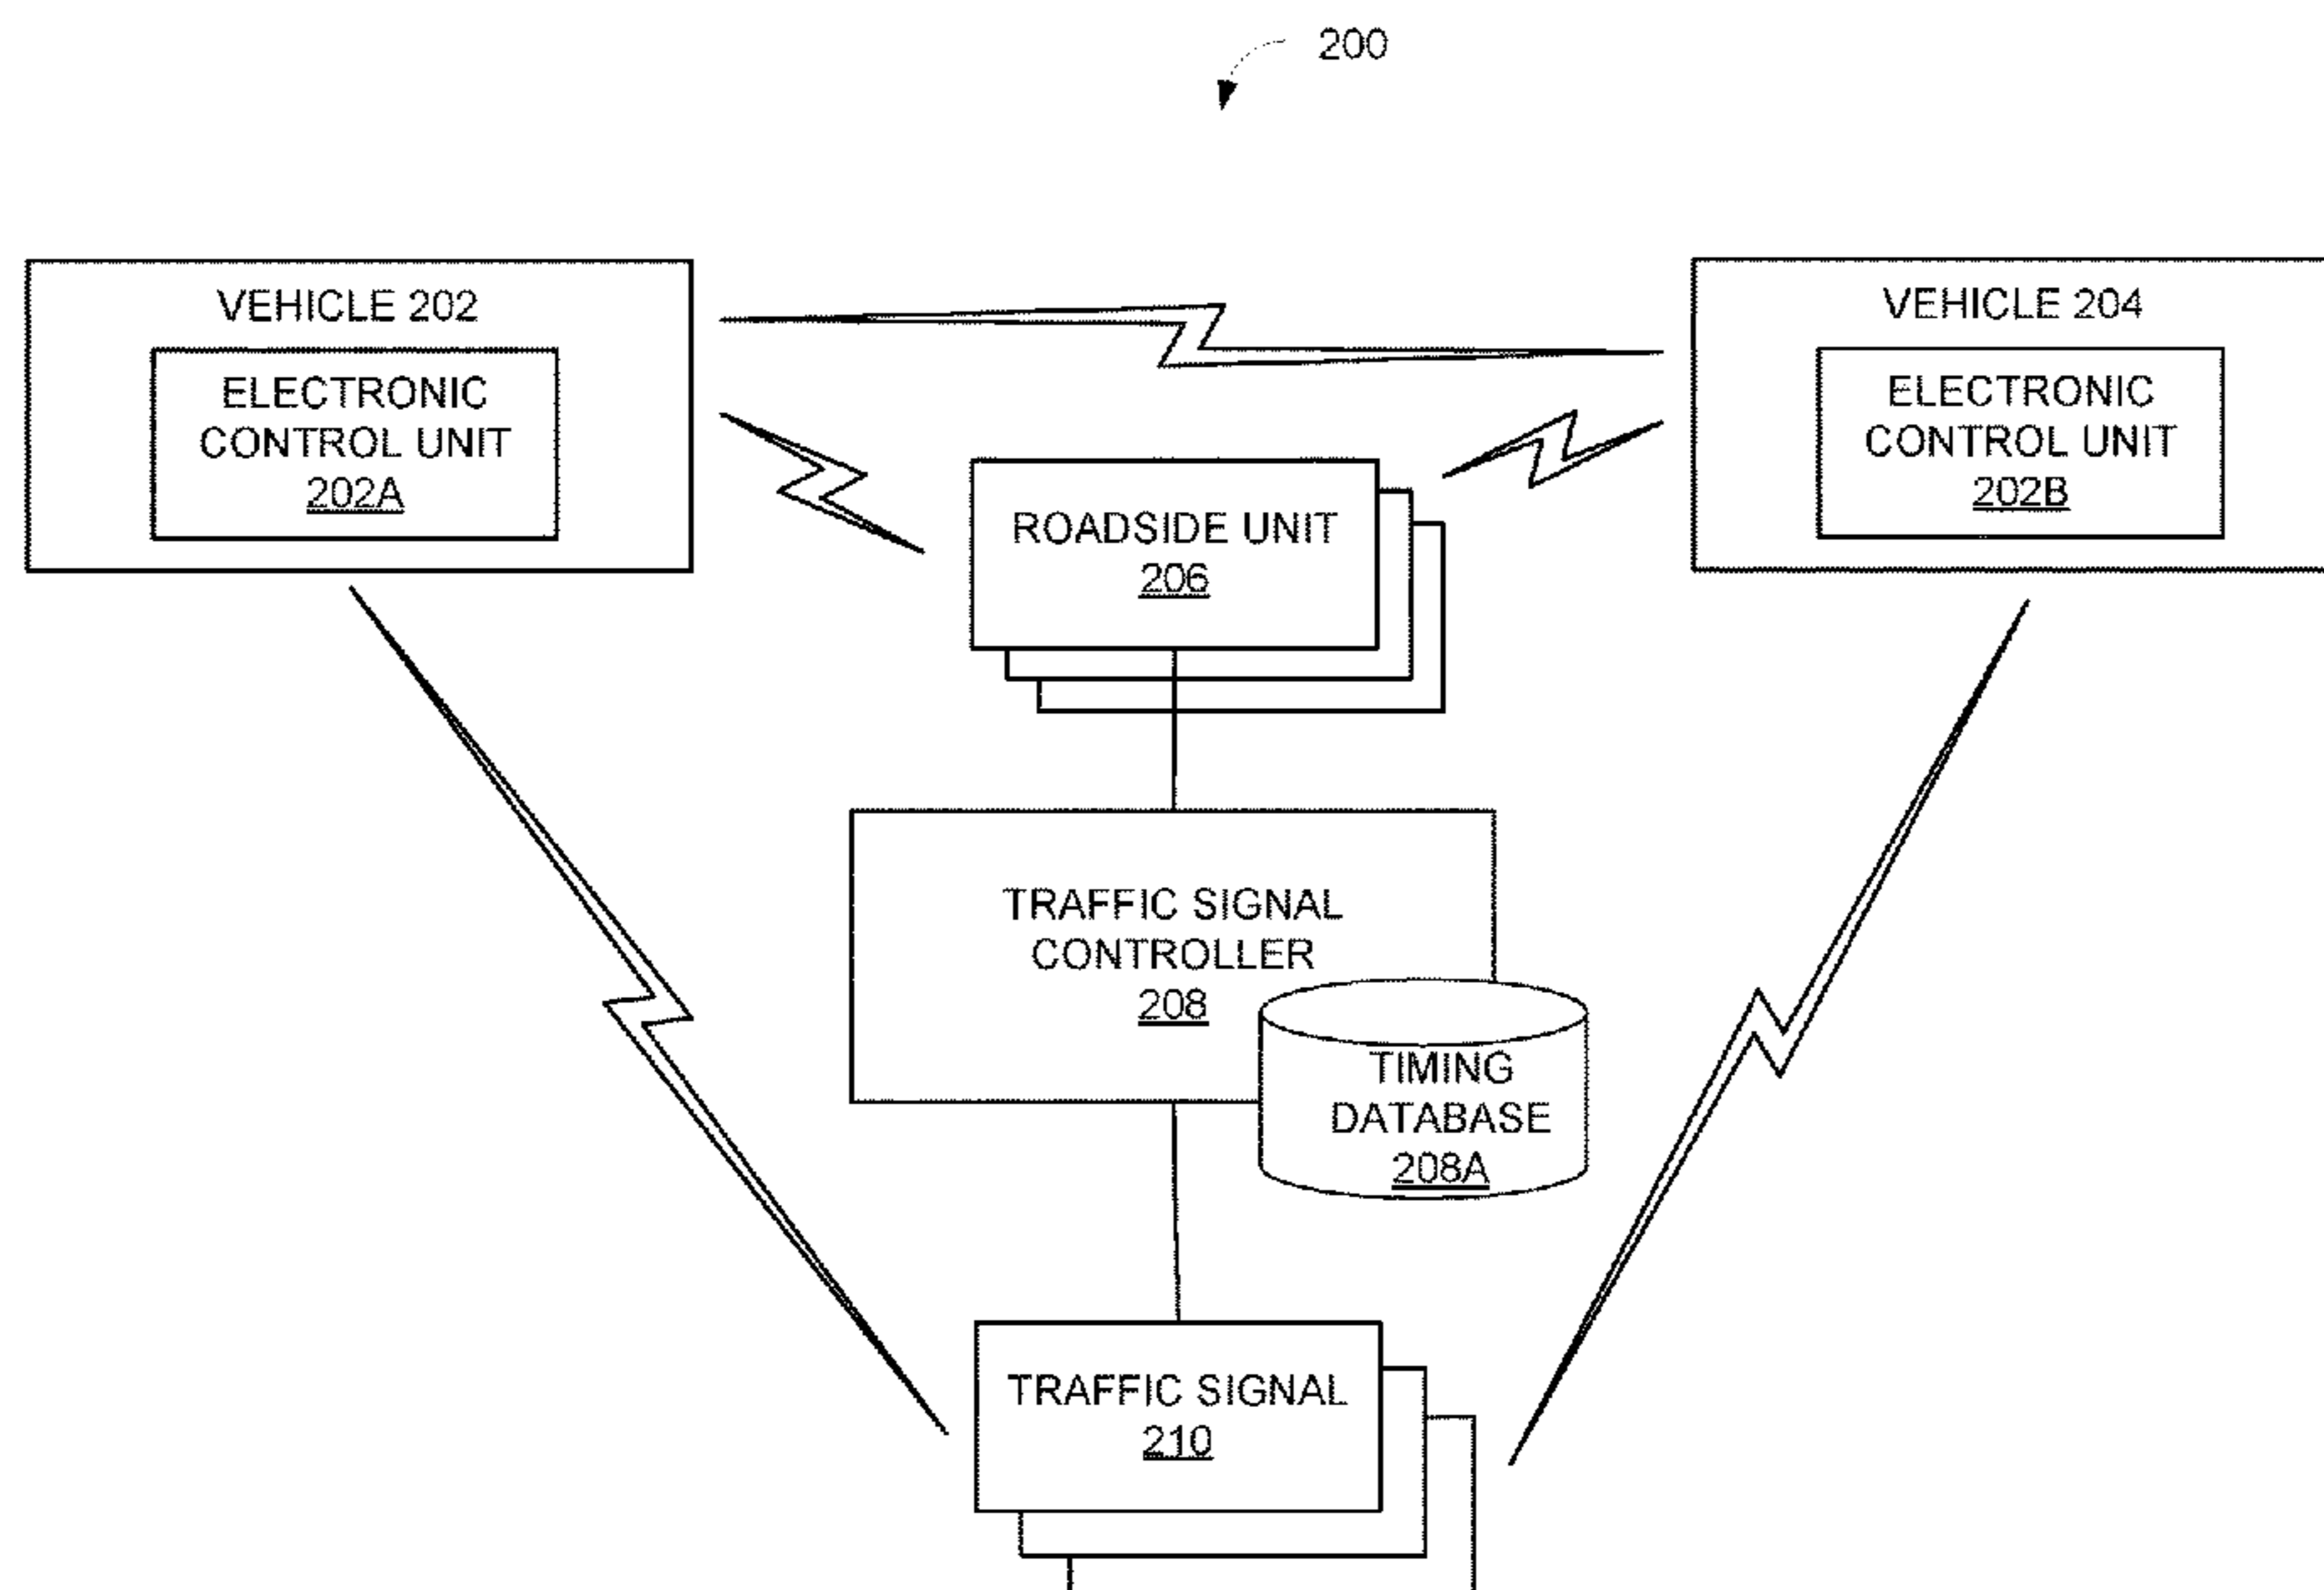 200
VEHICLE 202
ELECTRONIC
CONTROL UNIT
202A
VEHICLE 204
ELECTRONIC
CONTROL UNIT
202B
ROADSIDE UNIT
206
TRAFFIC SIGNAL
CONTROLLER
208
TIMING
DATABASE
208A
TRAFFIC SIGNAL
210